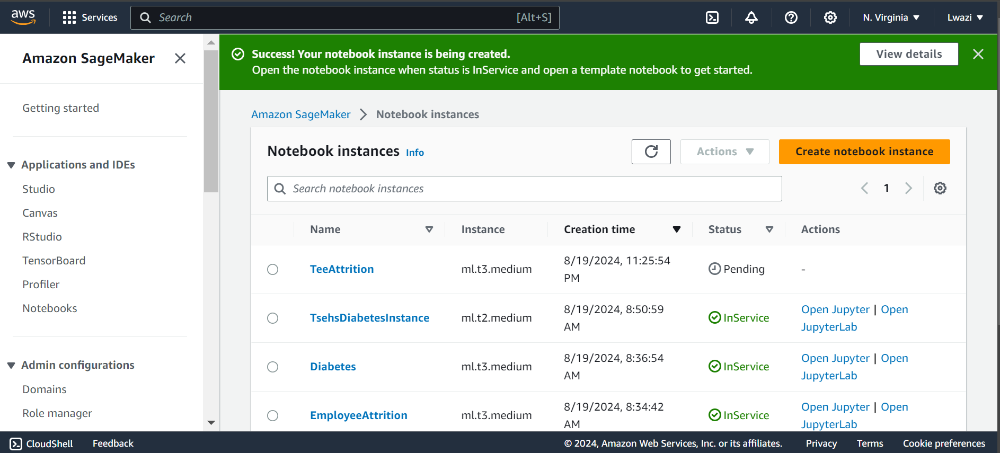 aws
Services
Search [Alt+S]
N. Virginia
Lwazi
Amazon SageMaker
Getting started
Applications and IDEs
Studio
Canvas
RStudio
TensorBoard
Profiler
Notebooks
Admin configurations
Domains
Role manager
Success! Your notebook instance is being created.
Open the notebook instance when status is InService and open a template notebook to get started.
View details
Amazon SageMaker > Notebook instances
Notebook instances Info
Actions
Create notebook instance
Search notebook instances
1
Name Instance Creation time Status Actions
TeeAttrition ml.t3.medium 8/19/2024, 11:25:54 PM Pending -
TsehsDiabetesInstance ml.t2.medium 8/19/2024, 8:50:59 AM InService Open Jupyter | Open JupyterLab
Diabetes ml.t3.medium 8/19/2024, 8:36:54 AM InService Open Jupyter | Open JupyterLab
EmployeeAttrition ml.t3.medium 8/19/2024, 8:34:42 AM InService Open Jupyter | Open JupyterLab
CloudShell
Feedback
© 2024, Amazon Web Services, Inc. or its affiliates.
Privacy
Terms
Cookie preferences